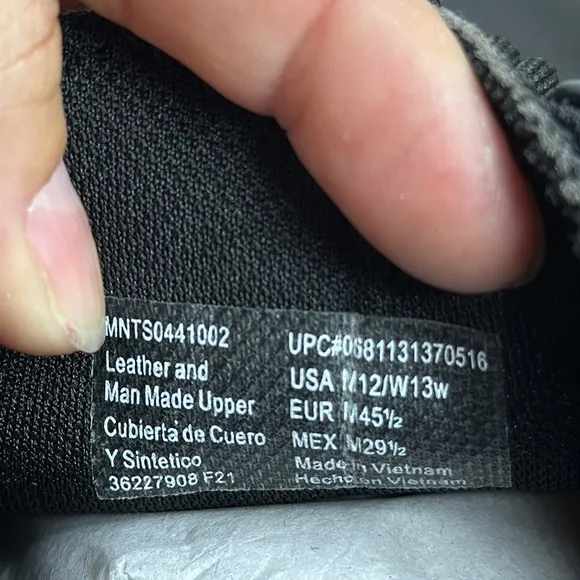 MNTS0441002
Leather and
Man Made Upper
Cubierta de Cuero
Y Sintetico
36227908 F21
UPC#0681131370516
USA M12/W13w
EUR M45½
MEX M29½
Made in Vietnam
Hecho en Vietnam